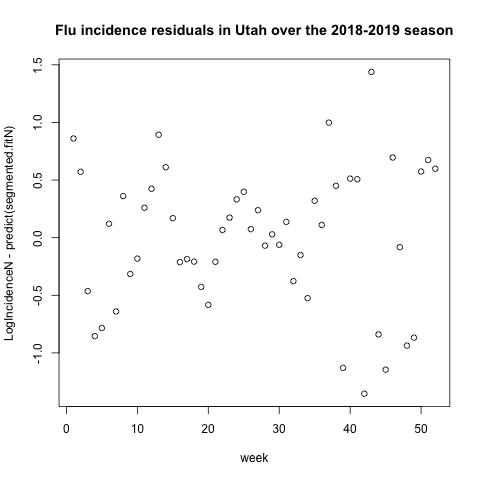 Flu incidence residuals in Utah over the 2018-2019 season
LogIncidenceN - predict(segmented.fitN)
1.5
1.0
0.5
0.0
-0.5
-1.0
0 10 20 30 40 50
week